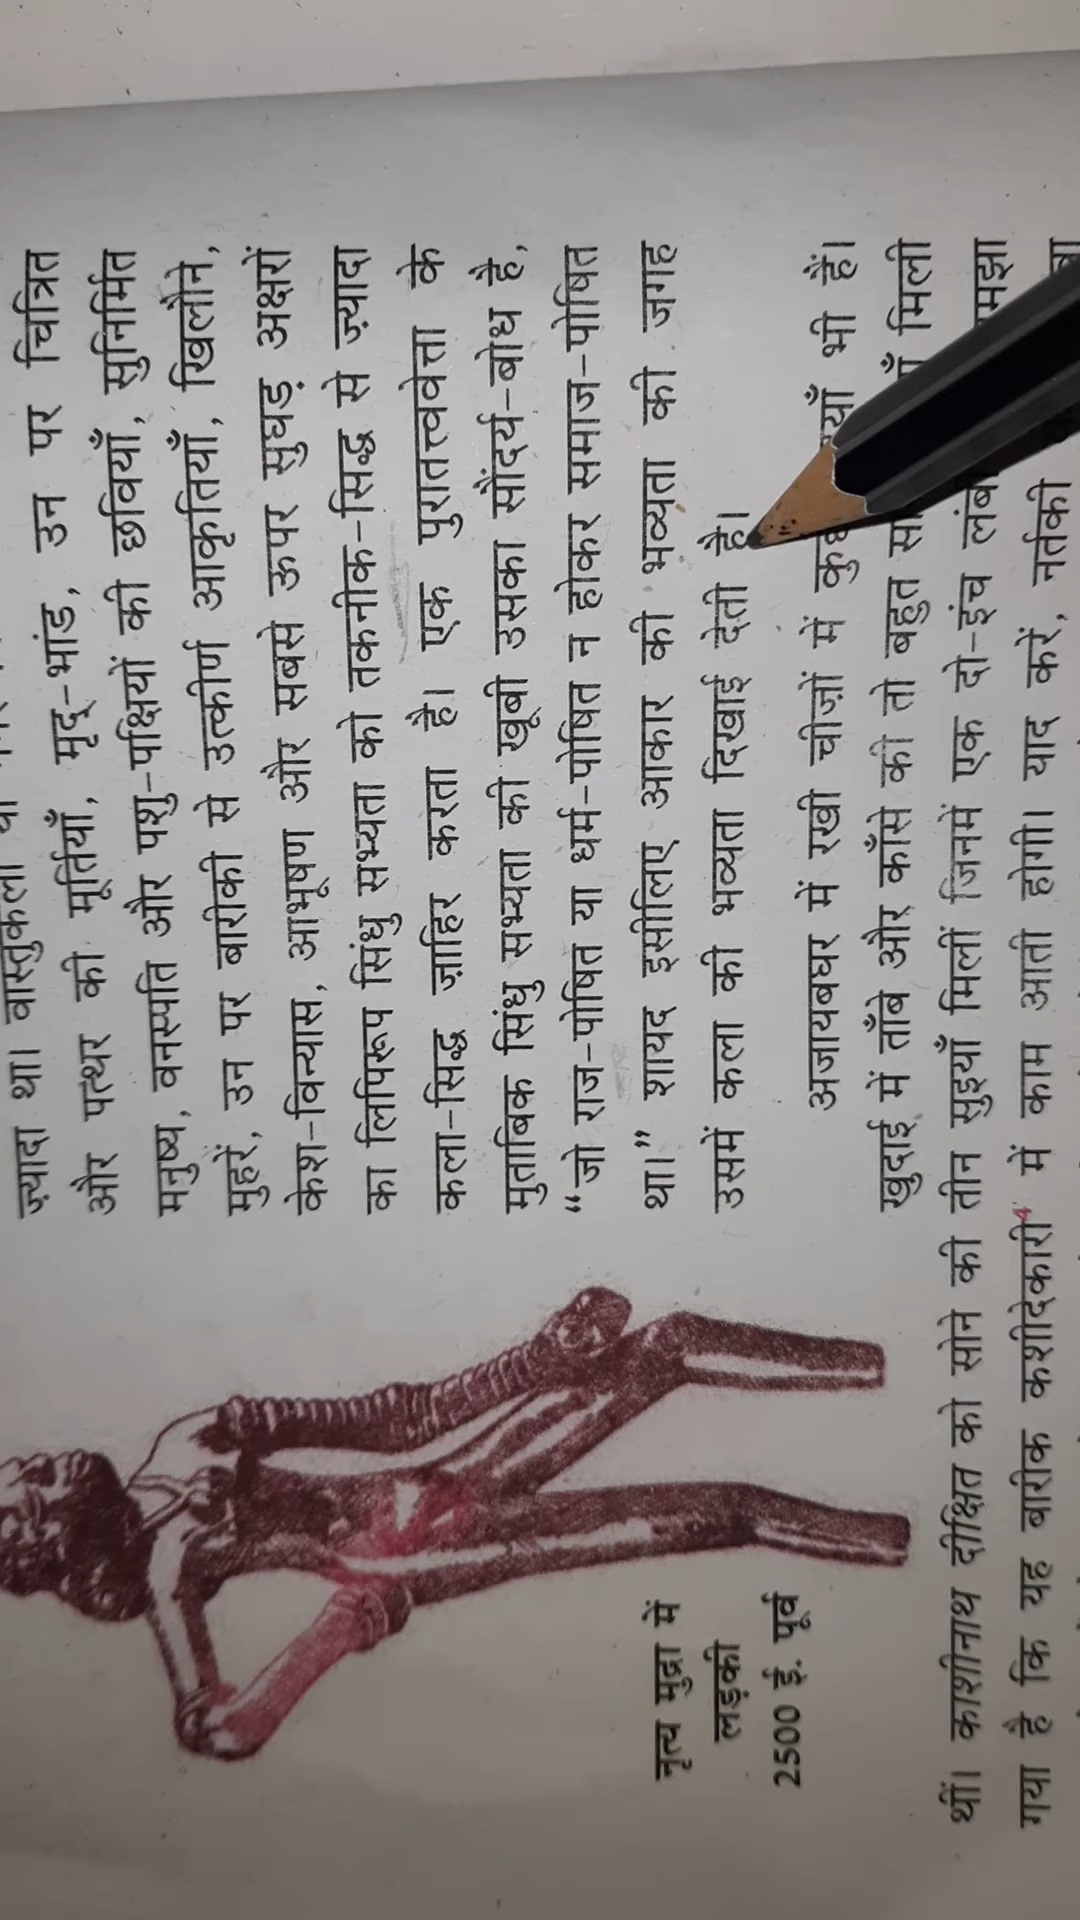 ज़्यादा था। वास्तुकला या
और पत्थर की मूर्तियाँ, मृद्-भांड, उन पर चित्रित
मनुष्य, वनस्पति और पशु-पक्षियों की छवियाँ, सुनिर्मित
मुहरें, उन पर बारीकी से उत्कीर्ण आकृतियाँ, खिलौने,
केश-विन्यास, आभूषण और सबसे ऊपर सुघड़ अक्षरों
का लिपिरूप सिंधु सभ्यता को तकनीक-सिद्ध से ज़्यादा
कला-सिद्ध ज़ाहिर करता है। एक पुरातत्त्ववेत्ता के
मुताबिक सिंधु सभ्यता की खूबी उसका सौंदर्य-बोध है,
“जो राज-पोषित या धर्म-पोषित न होकर समाज-पोषित
था।” शायद इसीलिए आकार की भव्यता की जगह
उसमें कला की भव्यता दिखाई देती है।
अजायबघर में रखी चीज़ों में भी हैं।
खुदाई में ताँबे और काँसे की तो बहुत मिली
थीं। काशीनाथ दीक्षित को सोने की तीन सुइयाँ मिलीं जिनमें एक दो-इंच
गया है कि यह बारीक कशीदेकारी4 में काम आती होगी। याद करें, नर्तकी
नृत्य मुद्रा में
लड़की
2500 ई. पूर्व